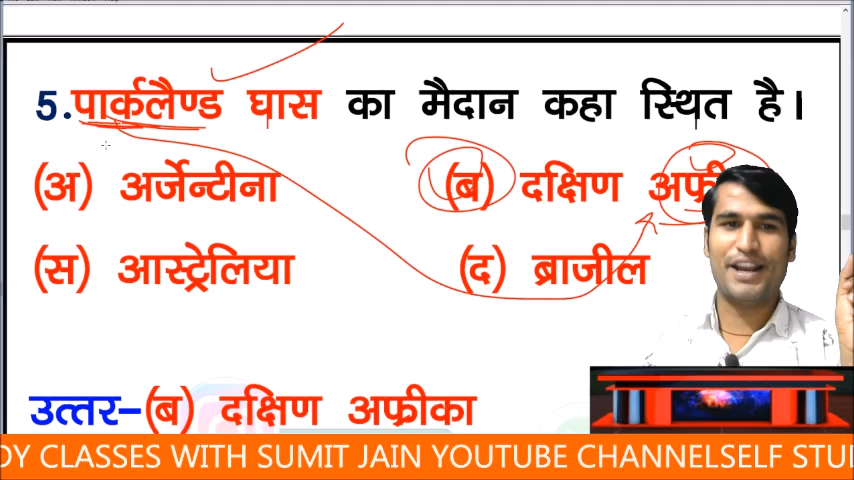 5.पार्कलैण्ड घास का मैदान कहा स्थित है।
(अ) अर्जेन्टीना (ब) दक्षिण
(स) आस्ट्रेलिया (द) ब्राजील
उत्तर–(ब) दक्षिण अफ्रीका
DY CLASSES WITH SUMIT JAIN YOUTUBE CHANNELSELF STU